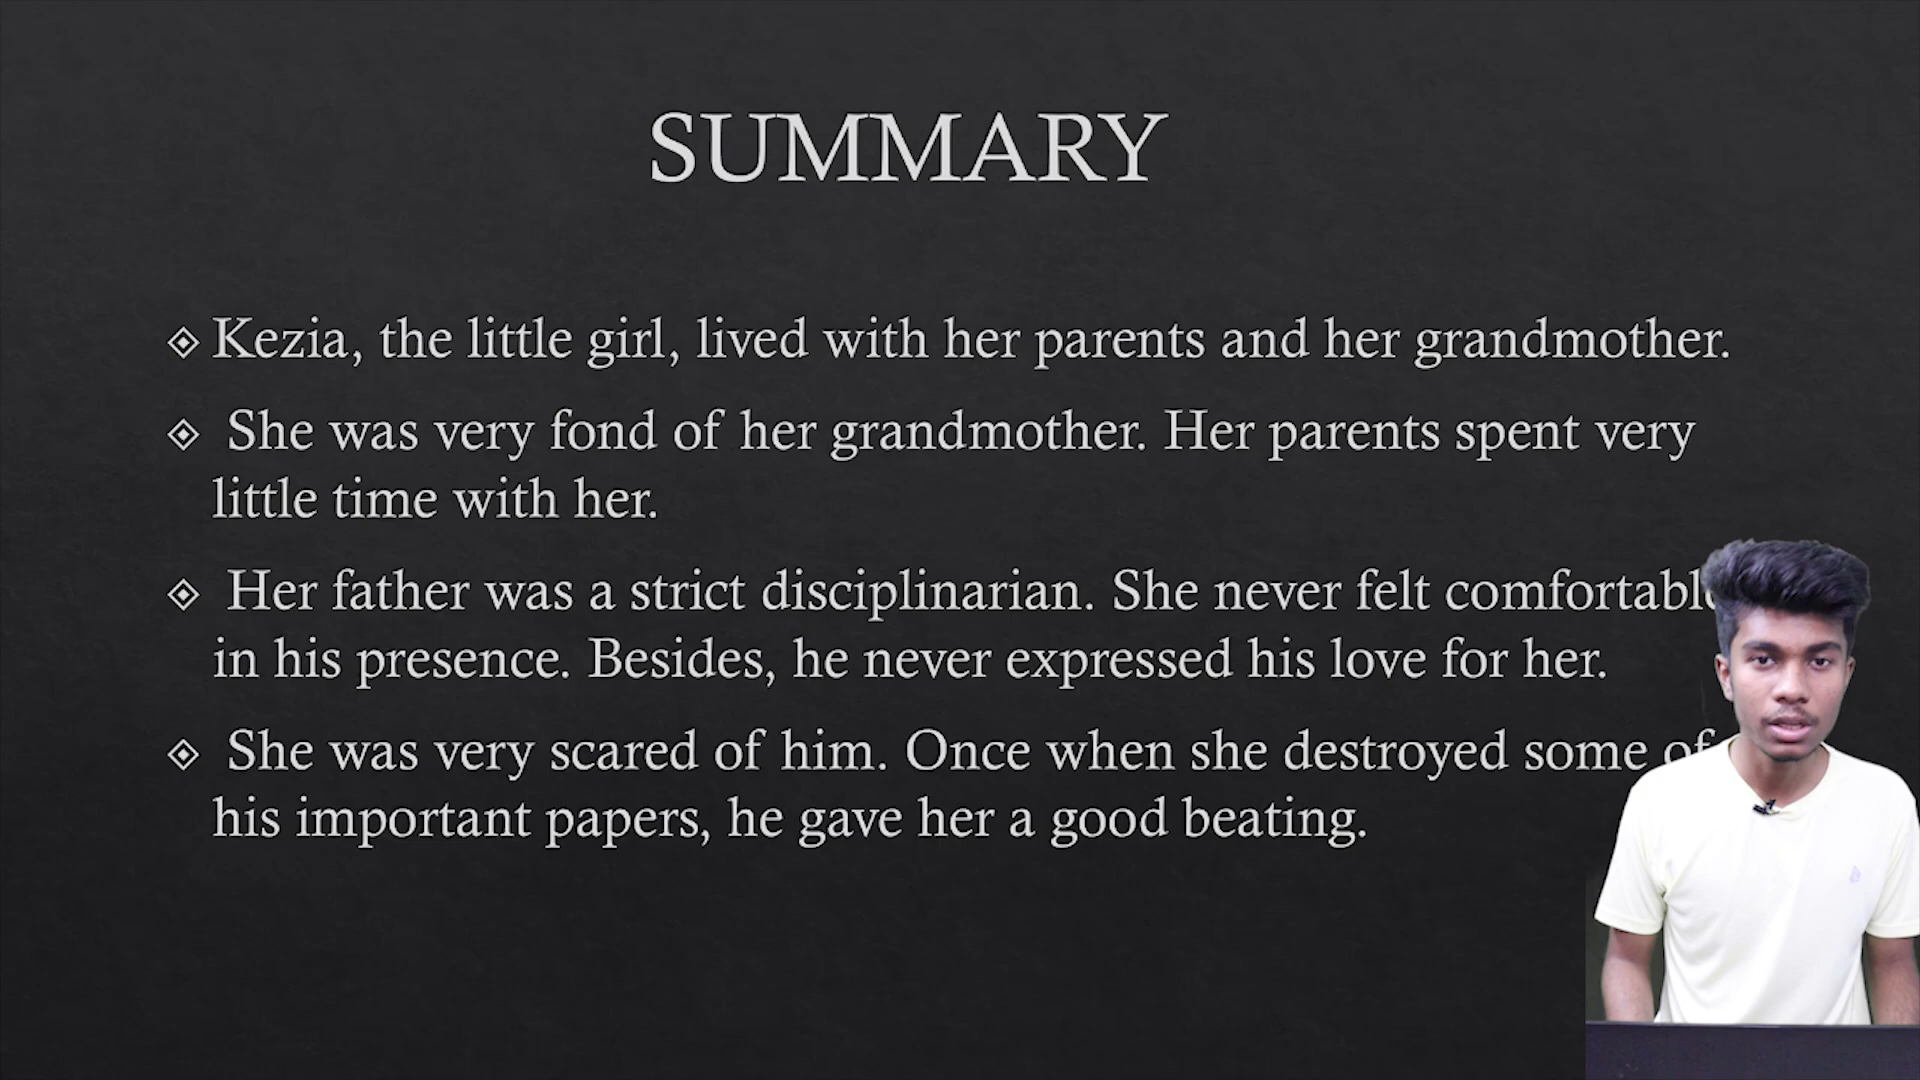 SUMMARY
Kezia, the little girl, lived with her parents and her grandmother.
She was very fond of her grandmother. Her parents spent very
little time with her.
Her father was a strict disciplinarian. She never felt comfortable
in his presence. Besides, he never expressed his love for her.
She was very scared of him. Once when she destroyed some of
his important papers, he gave her a good beating.